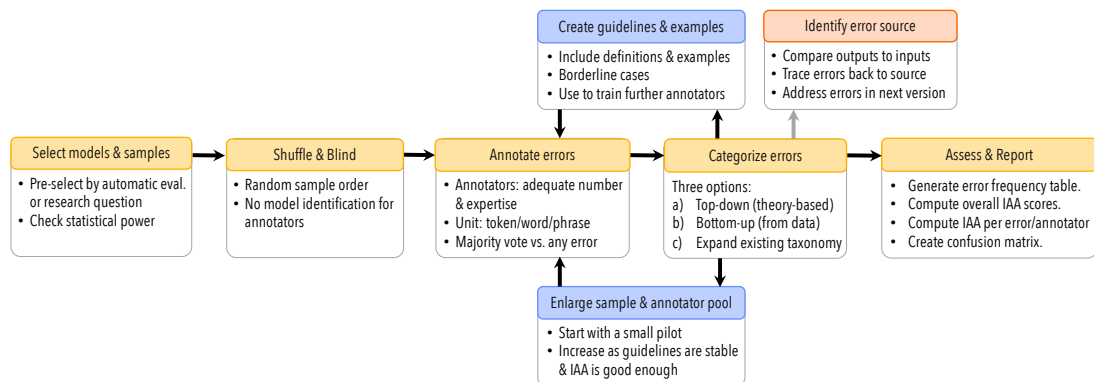 Create guidelines & examples
• Include definitions & examples
• Borderline cases
• Use to train further annotators
Identify error source
• Compare outputs to inputs
• Trace errors back to source
• Address errors in next version
Select models & samples
• Pre-select by automatic eval.
or research question
• Check statistical power
Shuffle & Blind
• Random sample order
• No model identification for
annotators
Annotate errors
• Annotators: adequate number
& expertise
• Unit: token/word/phrase
• Majority vote vs. any error
Categorize errors
Three options:
a) Top-down (theory-based)
b) Bottom-up (from data)
c) Expand existing taxonomy
Assess & Report
• Generate error frequency table.
• Compute overall IAA scores.
• Compute IAA per error/annotator
• Create confusion matrix.
Enlarge sample & annotator pool
• Start with a small pilot
• Increase as guidelines are stable
& IAA is good enough